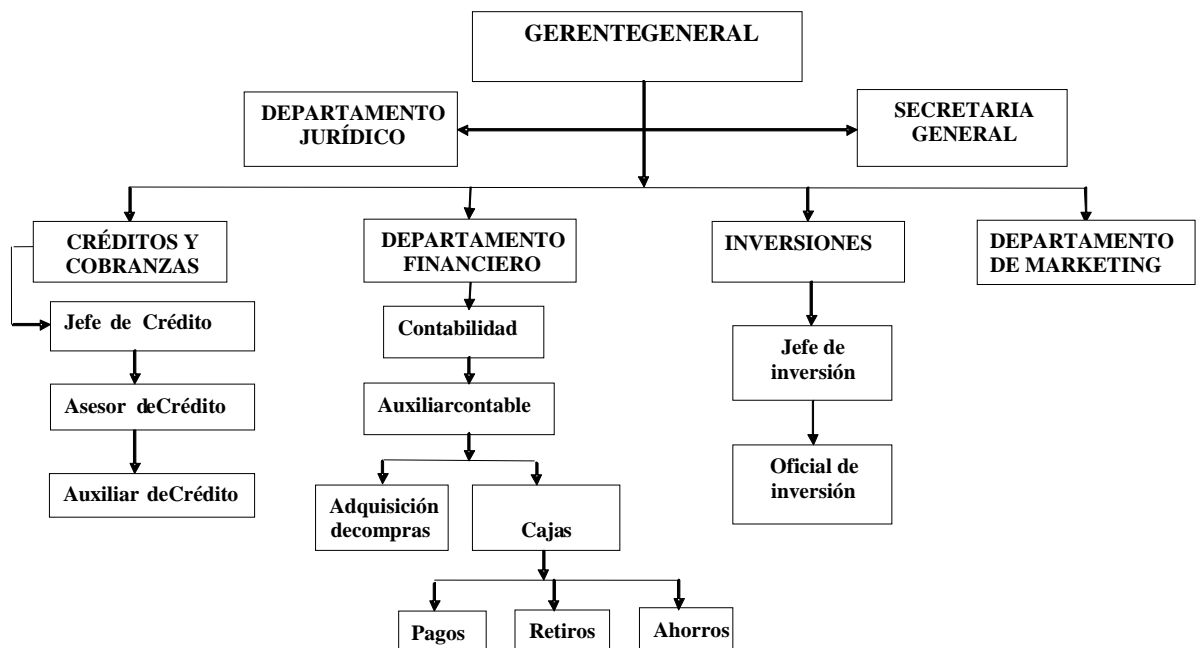 GERENTEGENERAL
DEPARTAMENTO
JURÍDICO
SECRETARIA
GENERAL
CRÉDITOS Y
COBRANZAS
DEPARTAMENTO
FINANCIERO
INVERSIONES
DEPARTAMENTO
DE MARKETING
Jefe de Crédito
Contabilidad
Jefe de
inversión
Asesor deCrédito
Auxiliarcontable
Auxiliar deCrédito
Adquisición
decompras
Cajas
Oficial de
inversión
Pagos
Retiros
Ahorros